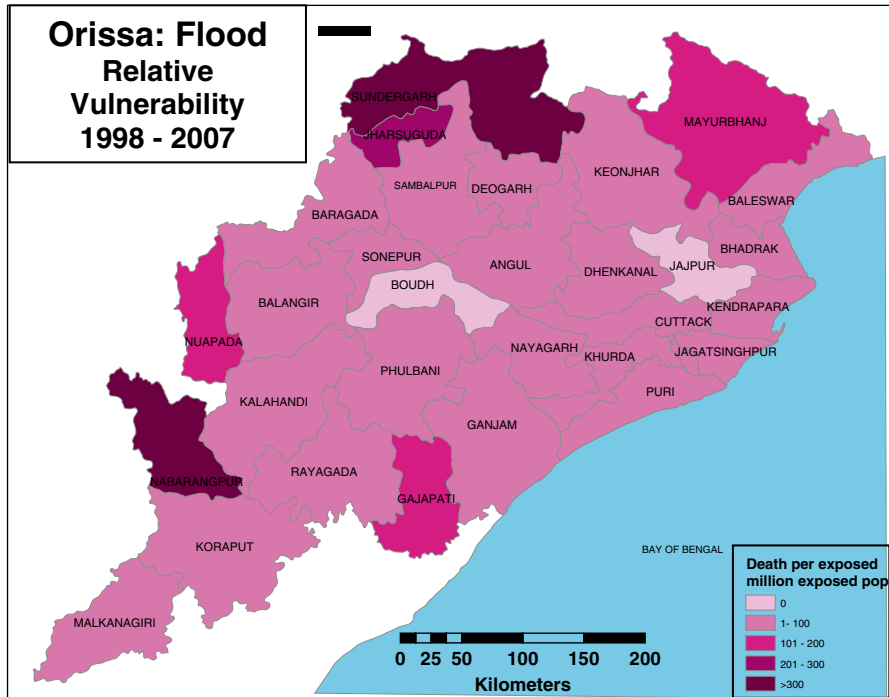 Orissa: Flood
Relative
Vulnerability
1998 - 2007
SUNDERGARH
JHARSUGUDA
MAYURBHANJ
KEONJHAR
SAMBALPUR
DEOGARH
BALESWAR
BARAGADA
BHADRAK
SONEPUR
ANGUL
DHENKANAL
JAJPUR
BOUDH
BALANGIR
KENDRAPARA
CUTTACK
NUAPADA
NAYAGARH
KHURDA
JAGATSINGHPUR
PHULBANI
PURI
KALAHANDI
GANJAM
RAYAGADA
NABARANGPUR
GAJAPATI
KORAPUT
BAY OF BENGAL
MALKANAGIRI
Death per exposed
million exposed pop
0
1- 100
101 - 200
201 - 300
>300
0 25 50 100 150 200
Kilometers